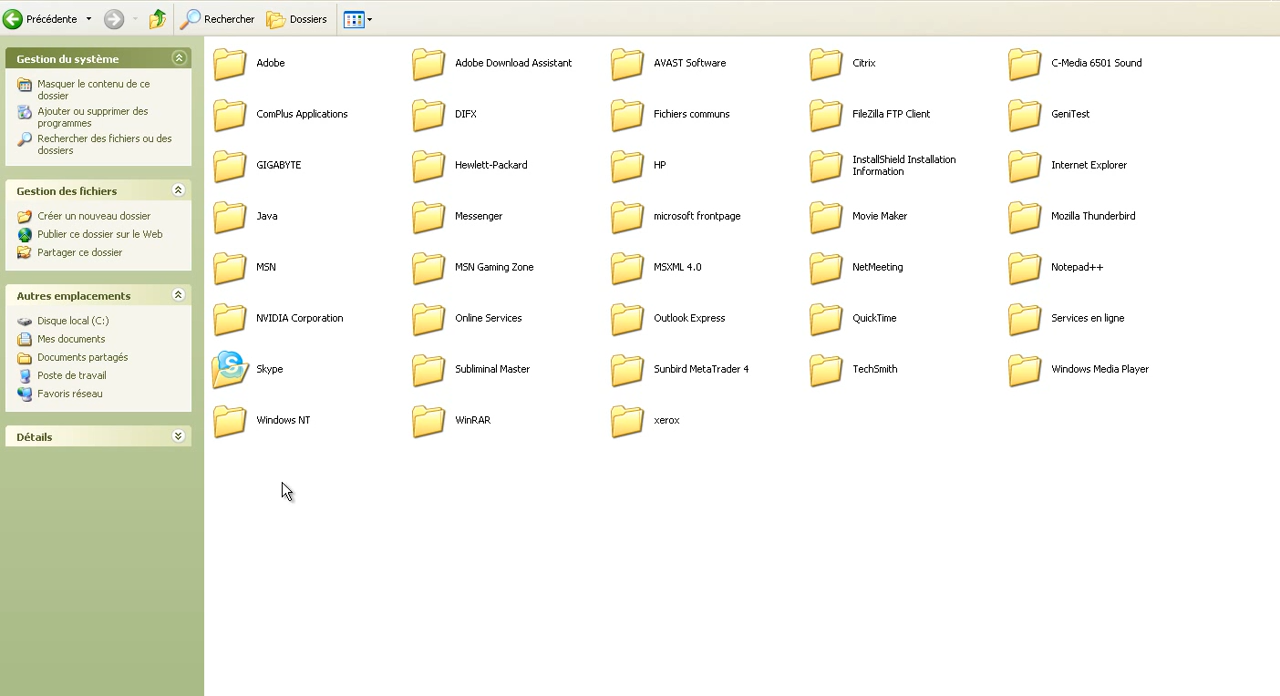 Précédente
Rechercher
Dossiers
Gestion du système
Masquer le contenu de ce
dossier
Ajouter ou supprimer des
programmes
Rechercher des fichiers ou des
dossiers
Gestion des fichiers
Créer un nouveau dossier
Publier ce dossier sur le Web
Partager ce dossier
Autres emplacements
Disque local (C:)
Mes documents
Documents partagés
Poste de travail
Favoris réseau
Détails
Adobe
Adobe Download Assistant
AVAST Software
Citrix
C-Media 6501 Sound
ComPlus Applications
DIFX
Fichiers communs
FileZilla FTP Client
GeniTest
GIGABYTE
Hewlett-Packard
HP
InstallShield Installation
Information
Internet Explorer
Java
Messenger
microsoft frontpage
Movie Maker
Mozilla Thunderbird
MSN
MSN Gaming Zone
MSXML 4.0
NetMeeting
Notepad++
NVIDIA Corporation
Online Services
Outlook Express
QuickTime
Services en ligne
Skype
Subliminal Master
Sunbird MetaTrader 4
TechSmith
Windows Media Player
Windows NT
WinRAR
xerox